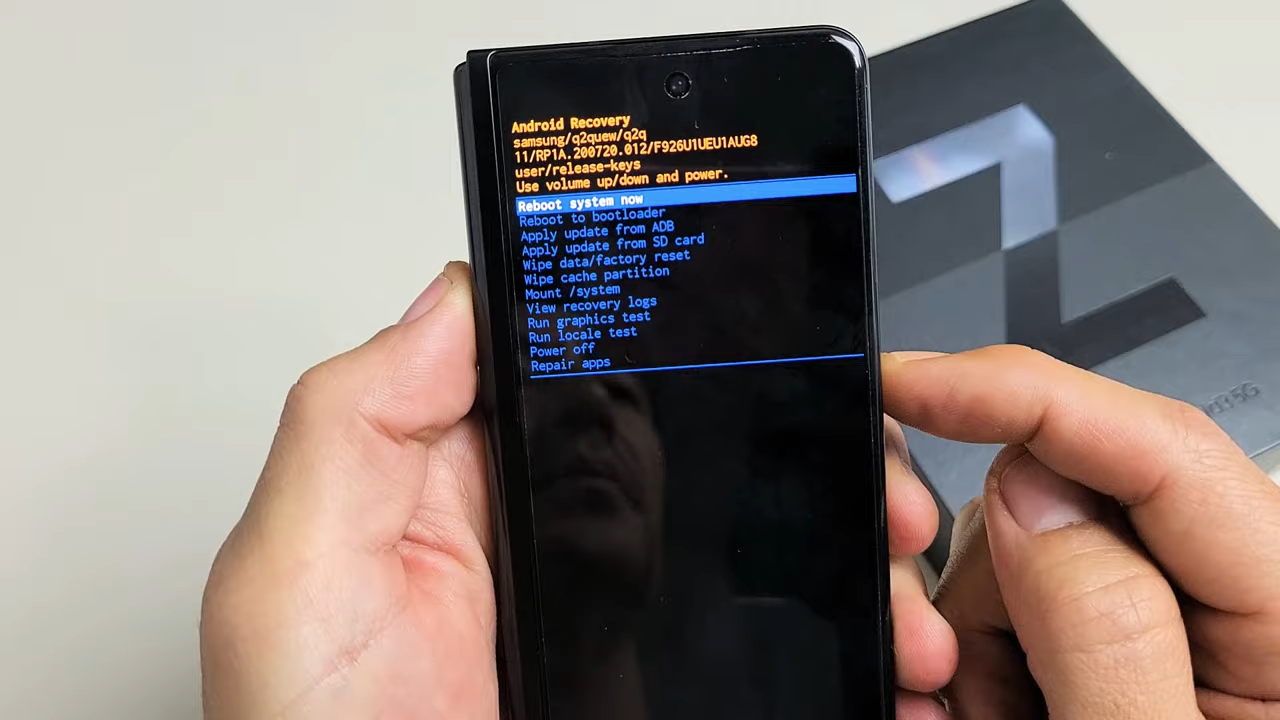 Android Recovery
samsung/q2quew/q2q
11/RP1A.200720.012/F926U1UEU1AUG8
user/release-keys
Use volume up/down and power.
Reboot system now
Reboot to bootloader
Apply update from ADB
Apply update from SD card
Wipe data/factory reset
Wipe cache partition
Mount /system
View recovery logs
Run graphics test
Run locale test
Power off
Repair apps
Z